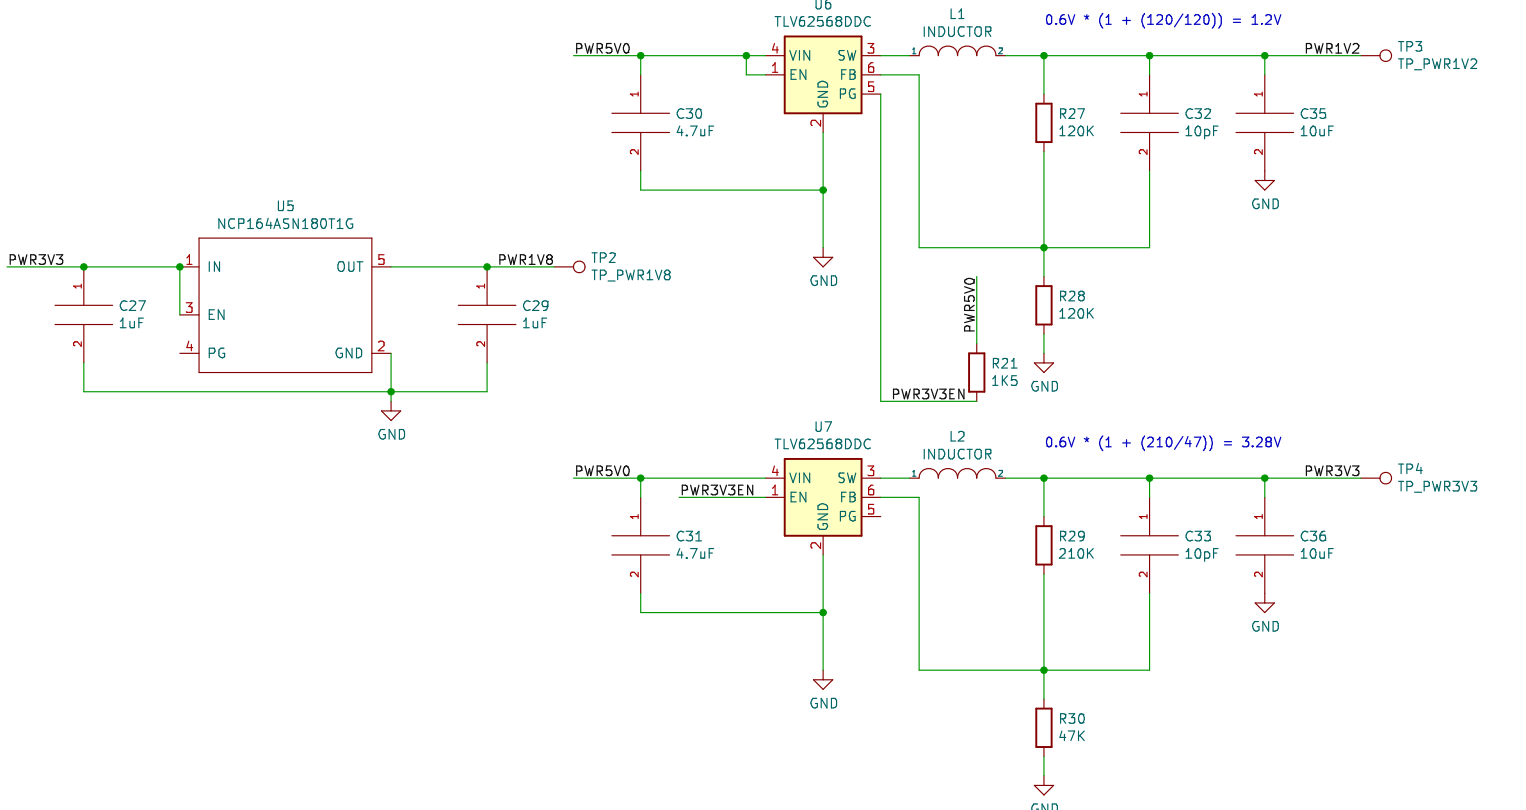 U6
TLV62568DDC
L1
INDUCTOR
0.6V * (1 + (120/120)) = 1.2V
PWR5V0
4 VIN SW 3
1 EN FB 6
PG 5
GND
2
1 2
PWR1V2
TP3
TP_PWR1V2
1
C30
4.7uF
2
R27
120K
1
C32
10pF
2
1
C35
10uF
2
GND
GND
U5
NCP164ASN180T1G
PWR3V3
1 IN OUT 5
3 EN
4 PG GND 2
PWR1V8
TP2
TP_PWR1V8
1
C27
1uF
2
1
C29
1uF
2
GND
PWR5V0
R28
120K
GND
R21
1K5
PWR3V3EN
U7
TLV62568DDC
L2
INDUCTOR
0.6V * (1 + (210/47)) = 3.28V
PWR5V0
PWR3V3EN
4 VIN SW 3
1 EN FB 6
PG 5
GND
2
1 2
PWR3V3
TP4
TP_PWR3V3
1
C31
4.7uF
2
R29
210K
1
C33
10pF
2
1
C36
10uF
2
GND
GND
R30
47K
GND